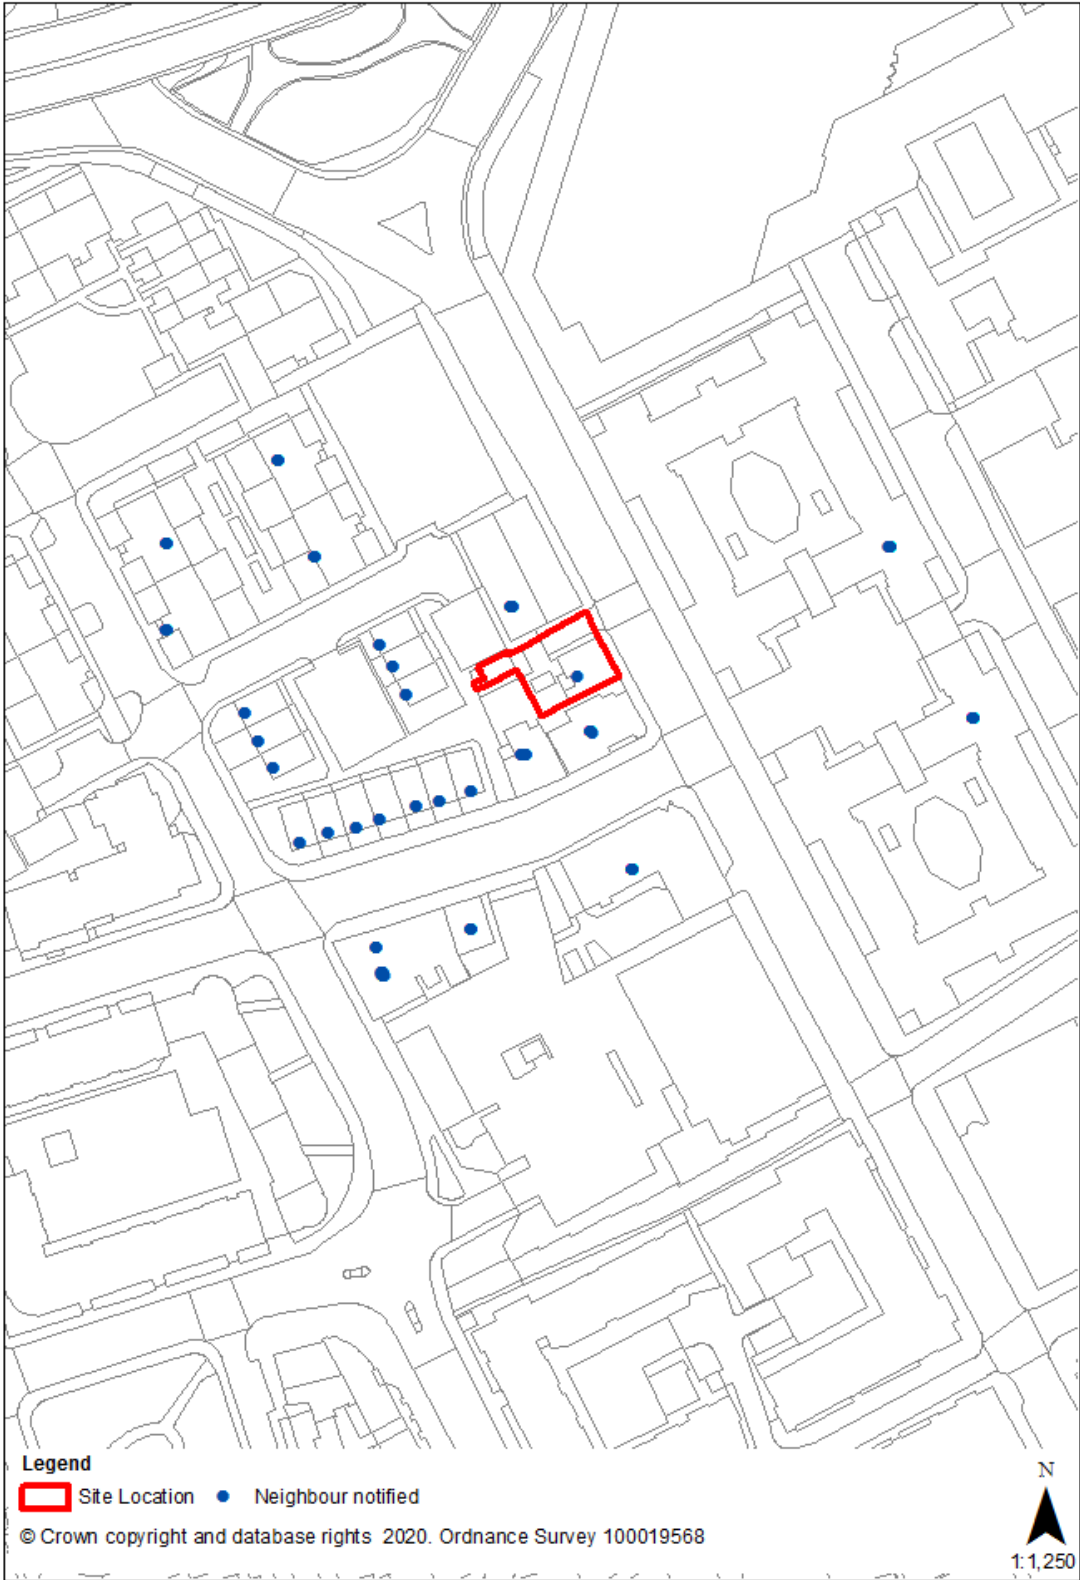 Legend
Site Location Neighbour notified
© Crown copyright and database rights 2020. Ordnance Survey 100019568
N
1:1,250